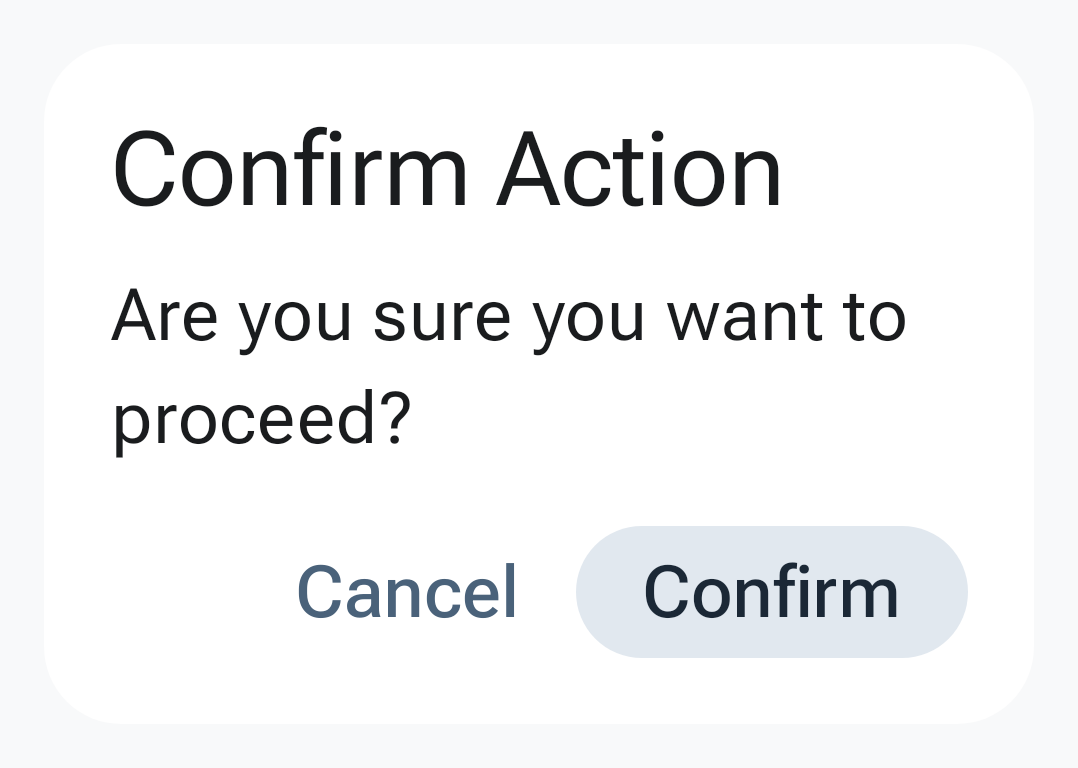 Confirm Action
Are you sure you want to
proceed?
Cancel
Confirm